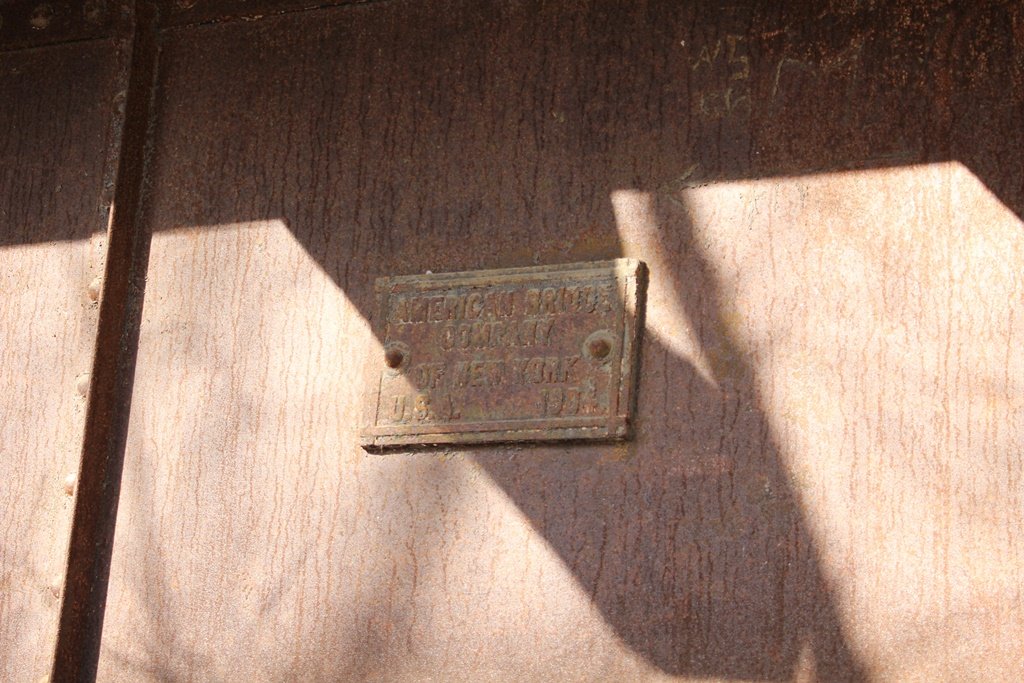 AMERICAN BRIDGE
COMPANY
OF NEW YORK
U.S.A.